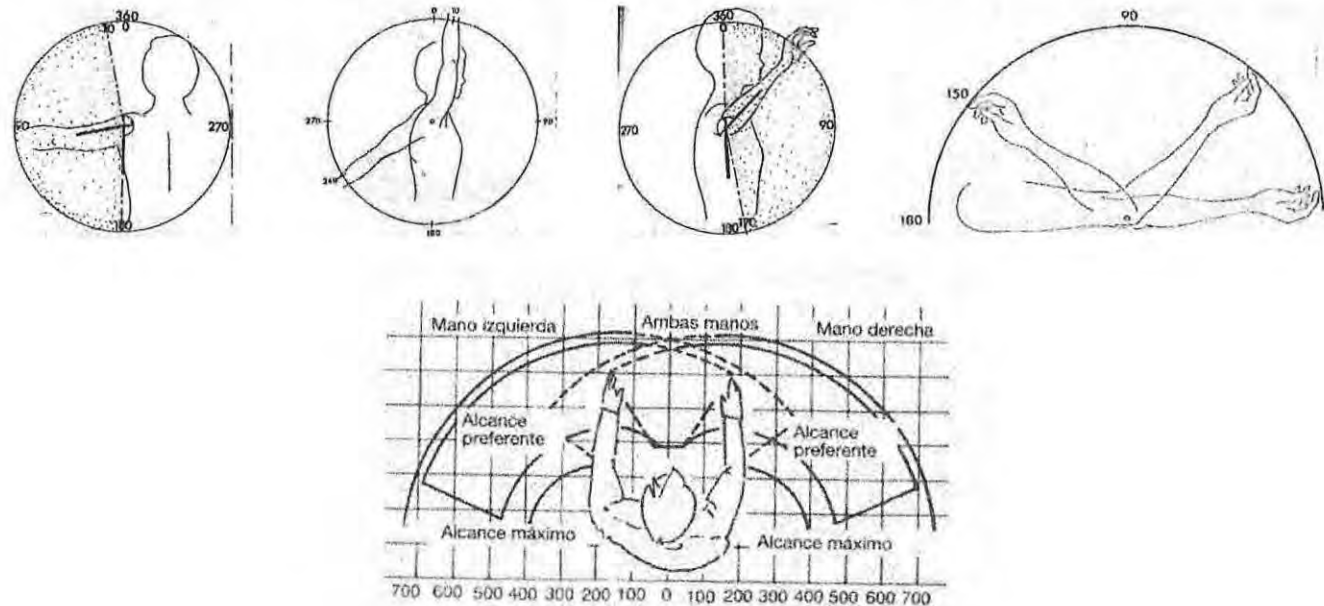 360
10 0
90
270
180
0 10
270
90
240
180
360
0
270
90
180 170
90
150
180
Mano izquierda
Ambas manos
Mano derecha
Alcance
preferente
Alcance
preferente
Alcance máximo
Alcance máximo
700 600 500 400 300 200 100 0 100 200 300 400 500 600 700